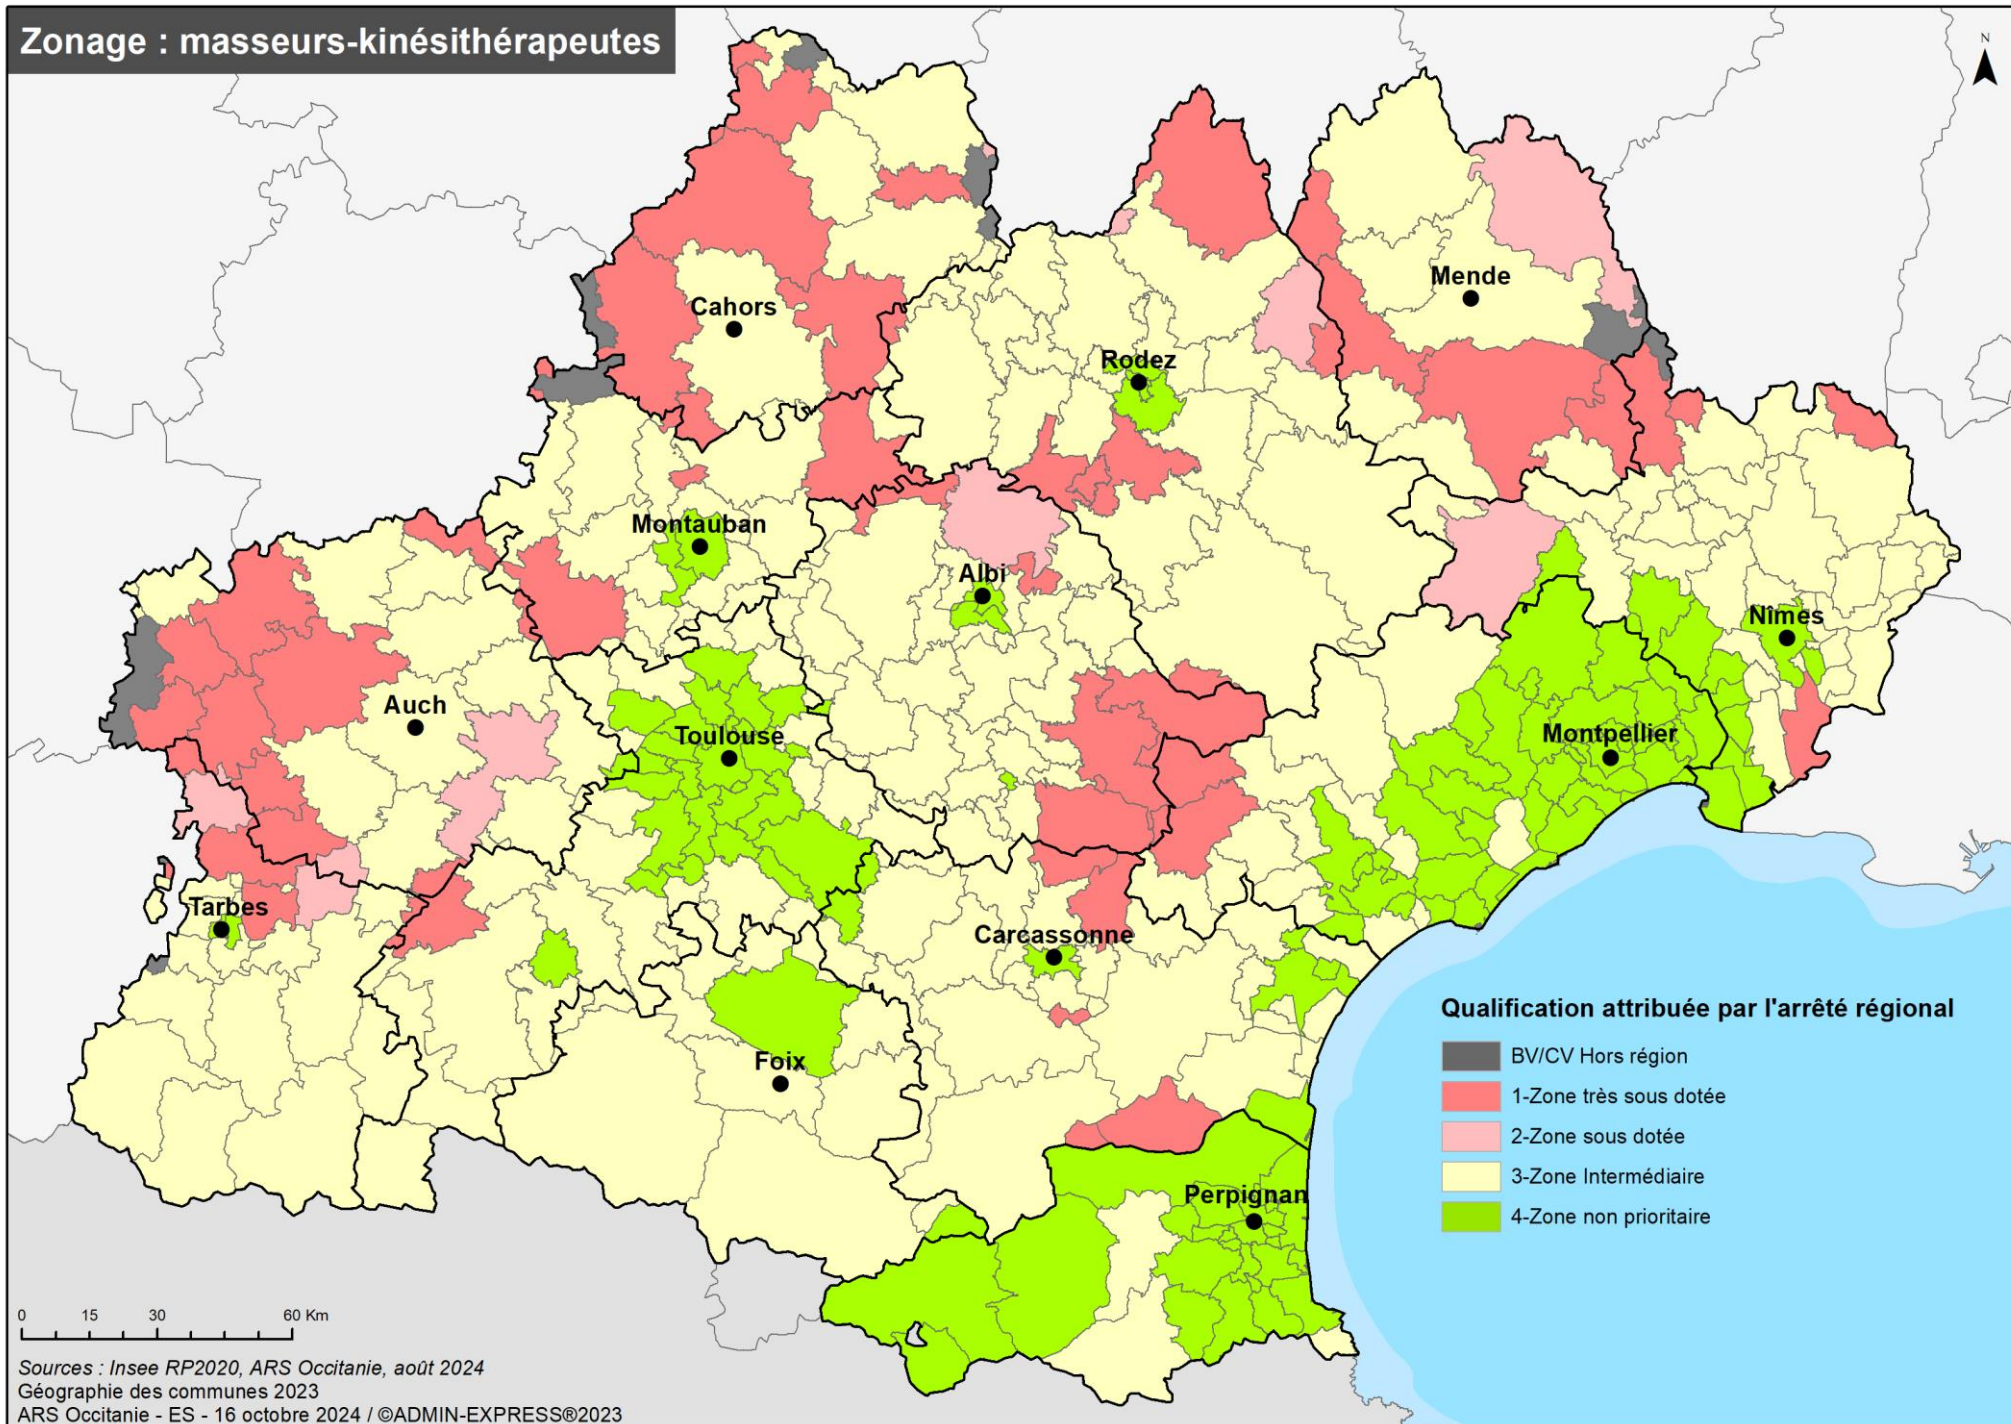 Zonage : masseurs-kinésithérapeutes
N
Mende
Cahors
Rodez
Montauban
Albi
Nîmes
Auch
Toulouse
Montpellier
Tarbes
Carcassonne
Foix
Perpignan
Qualification attribuée par l'arrêté régional
BV/CV Hors région
1-Zone très sous dotée
2-Zone sous dotée
3-Zone Intermédiaire
4-Zone non prioritaire
0 15 30 60 Km
Sources : Insee RP2020, ARS Occitanie, août 2024
Géographie des communes 2023
ARS Occitanie - ES - 16 octobre 2024 / ©ADMIN-EXPRESS®2023